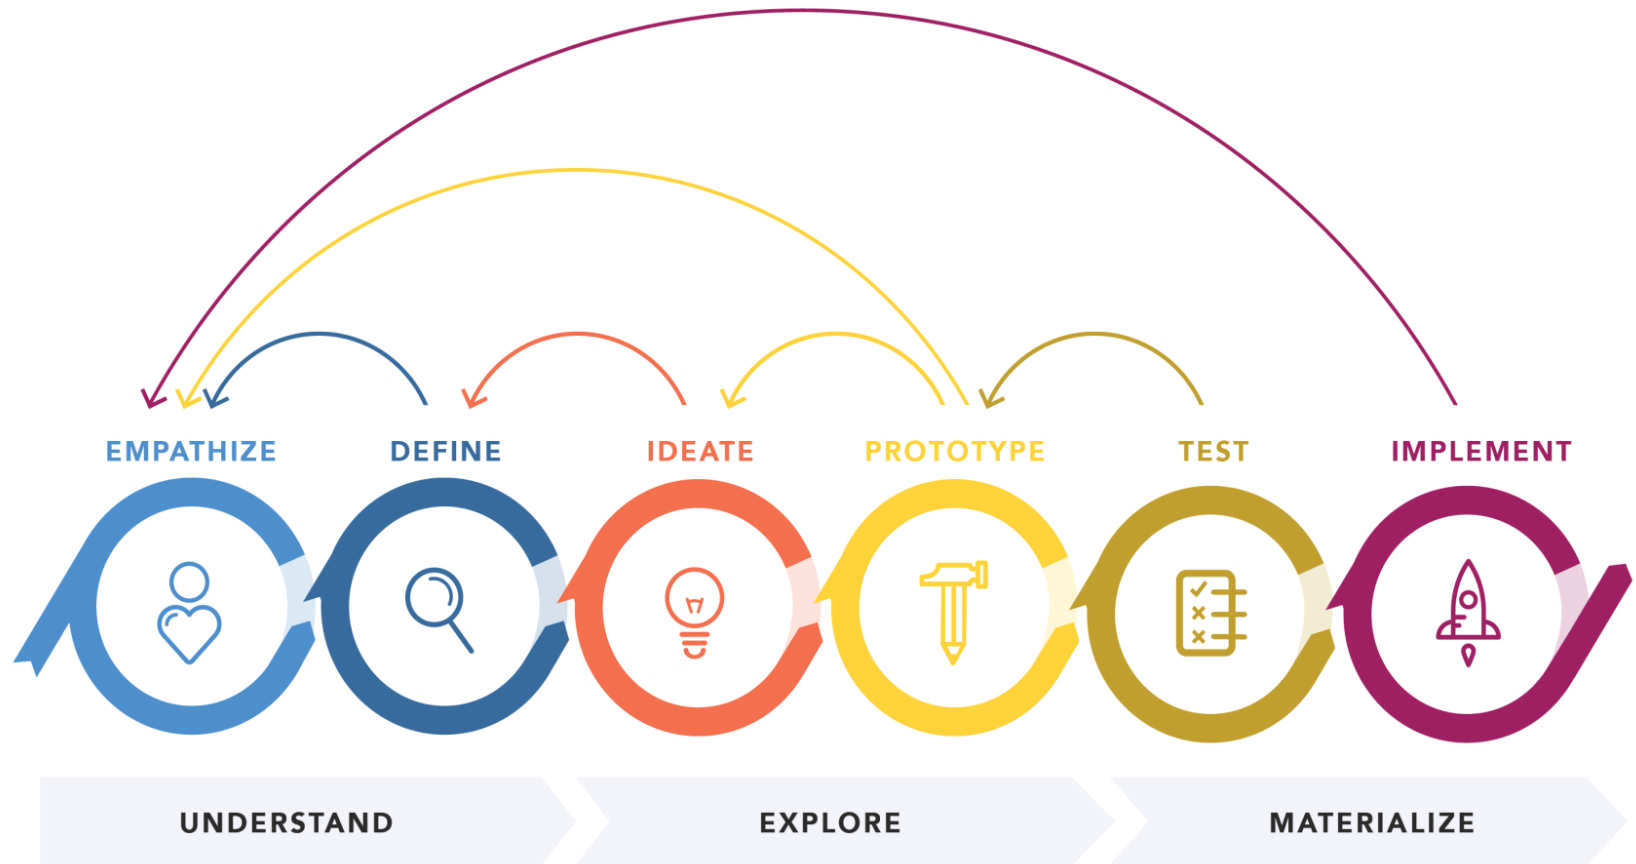 EMPATHIZE
DEFINE
IDEATE
PROTOTYPE
TEST
IMPLEMENT
UNDERSTAND
EXPLORE
MATERIALIZE